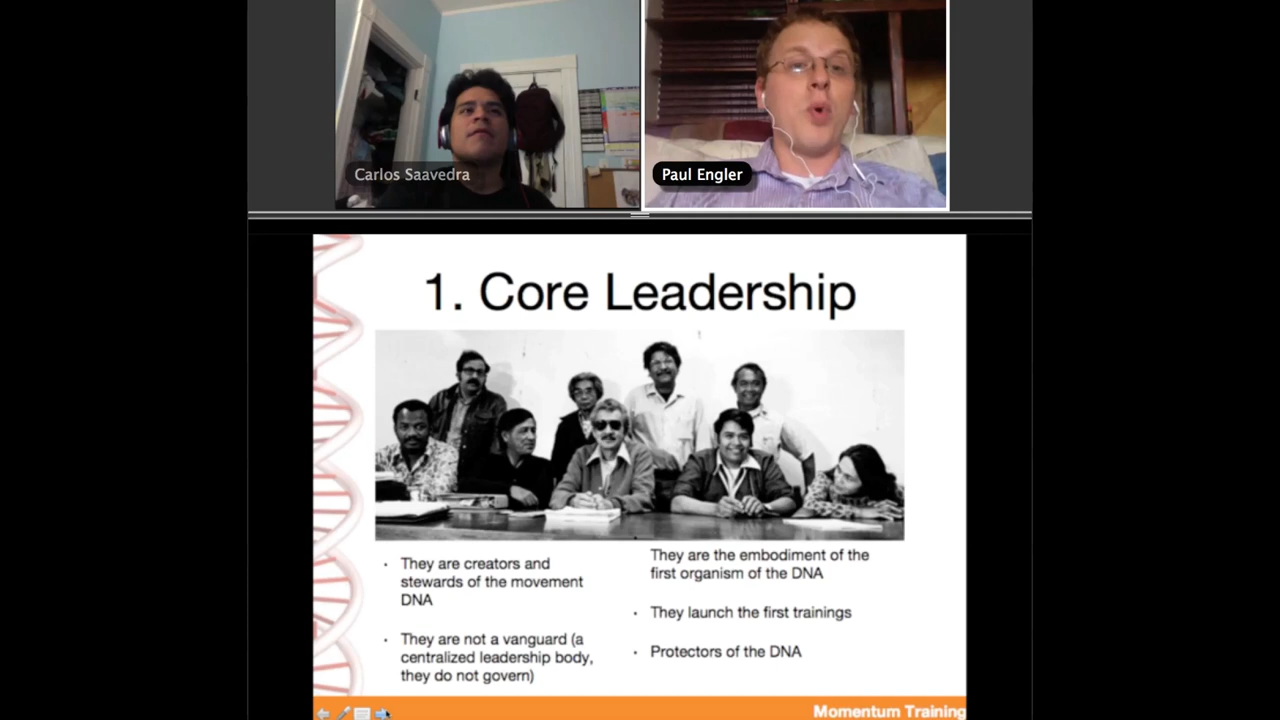 Carlos Saavedra
Paul Engler
1. Core Leadership
· They are creators and
stewards of the movement
DNA
· They are not a vanguard (a
centralized leadership body,
they do not govern)
They are the embodiment of the
first organism of the DNA
· They launch the first trainings
· Protectors of the DNA
Momentum Training